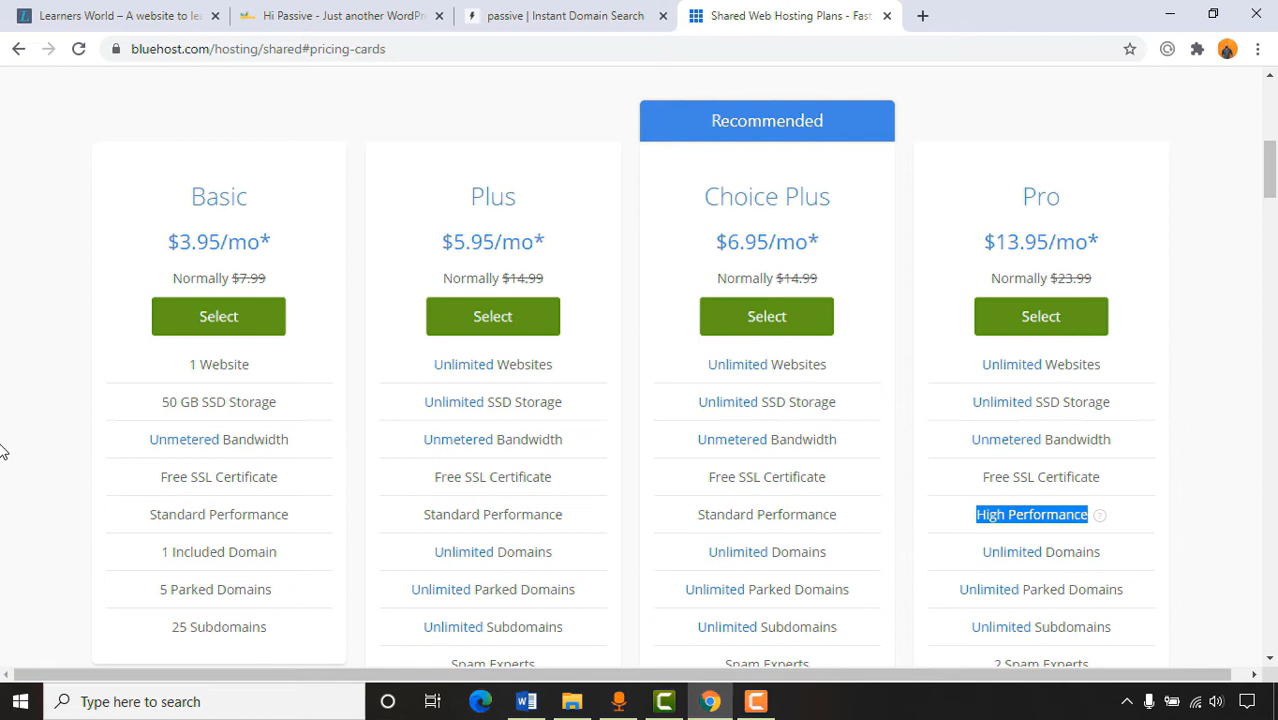 Learners World – A website to lea
Hi Passive - Just another WordPr
passive | Instant Domain Search
Shared Web Hosting Plans - Fast
bluehost.com/hosting/shared#pricing-cards
Recommended
Basic
$3.95/mo*
Normally $7.99
Select
1 Website
50 GB SSD Storage
Unmetered Bandwidth
Free SSL Certificate
Standard Performance
1 Included Domain
5 Parked Domains
25 Subdomains
Plus
$5.95/mo*
Normally $14.99
Select
Unlimited Websites
Unlimited SSD Storage
Unmetered Bandwidth
Free SSL Certificate
Standard Performance
Unlimited Domains
Unlimited Parked Domains
Unlimited Subdomains
Spam Experts
Choice Plus
$6.95/mo*
Normally $14.99
Select
Unlimited Websites
Unlimited SSD Storage
Unmetered Bandwidth
Free SSL Certificate
Standard Performance
Unlimited Domains
Unlimited Parked Domains
Unlimited Subdomains
Spam Experts
Pro
$13.95/mo*
Normally $23.99
Select
Unlimited Websites
Unlimited SSD Storage
Unmetered Bandwidth
Free SSL Certificate
High Performance ?
Unlimited Domains
Unlimited Parked Domains
Unlimited Subdomains
2 Spam Experts
Type here to search